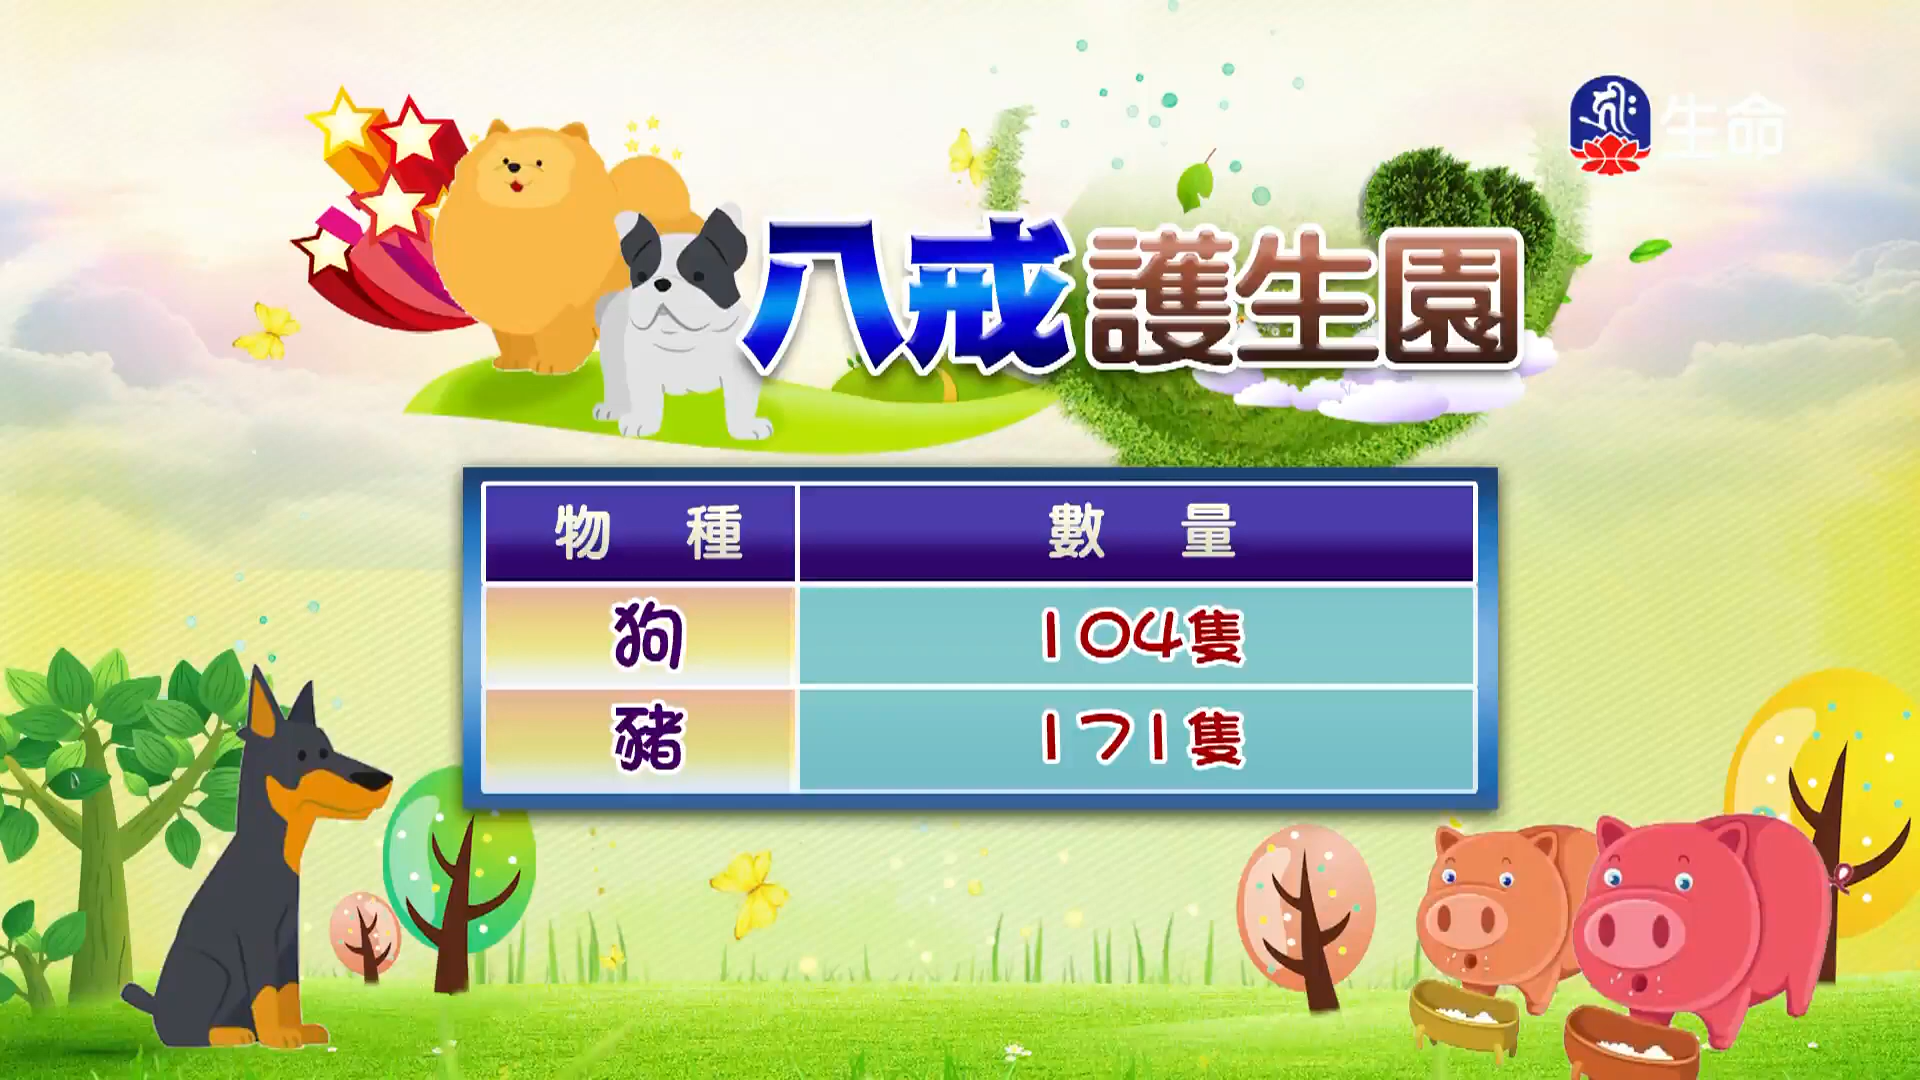 生命
八戒護生園
物種 數量
狗 104隻
豬 171隻